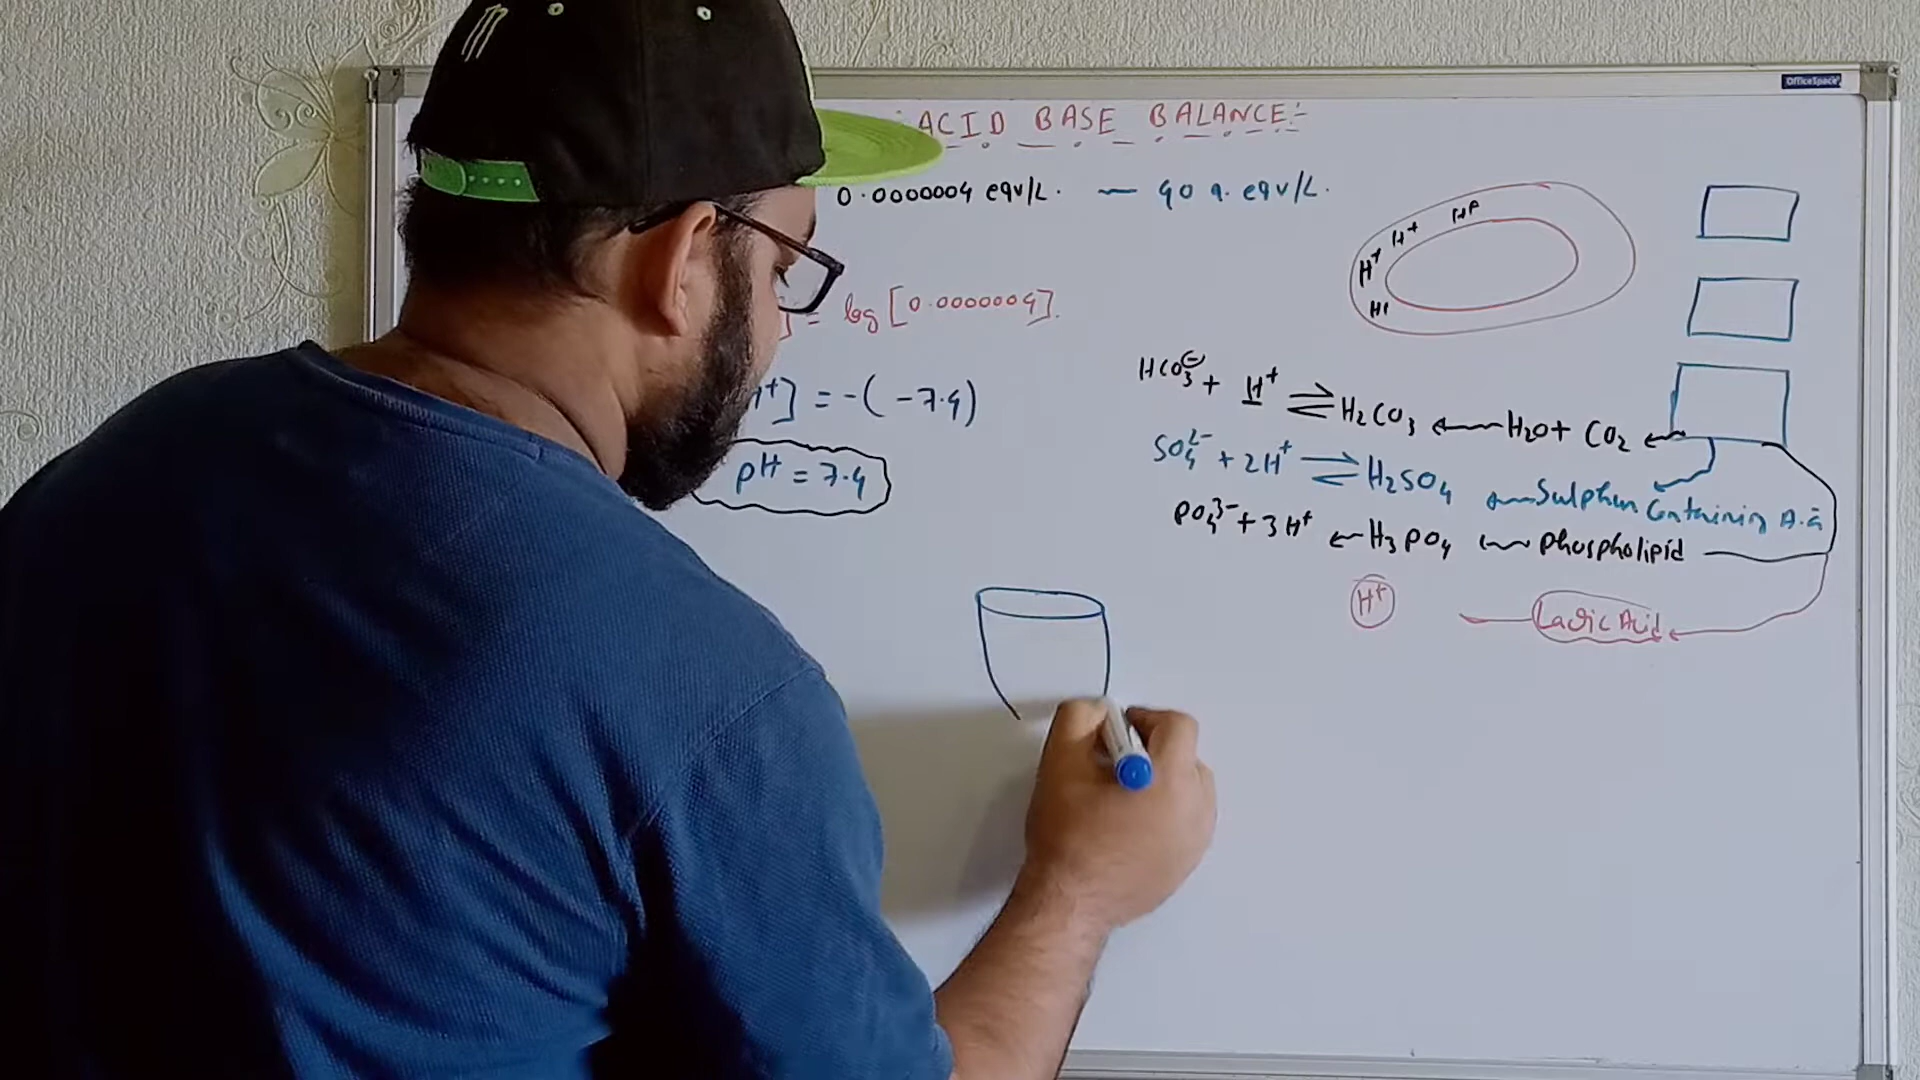 OfficeSpace
ACID BASE BALANCE:-
0.0000004 eqv/L. — 40 n. eqv/L.
] = log [0.0000004].
H⁺ H⁺
H⁺] = -( -7.4)
pH = 7.4
HCO₃⁻ + H⁺ ⇌ H₂CO₃ ← H₂O + CO₂ ←
SO₄²⁻ + 2H⁺ ⇌ H₂SO₄ ← Sulphur Containing A.a
PO₄³⁻ + 3H⁺ ← H₃PO₄ ← phospholipid
H⁺ Lactic Acid